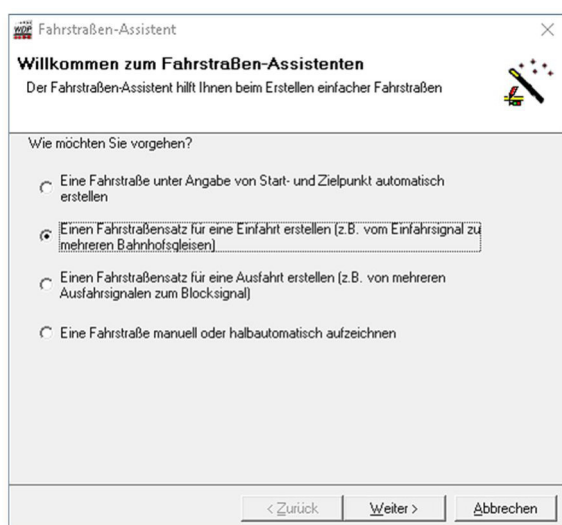 WDP Fahrstraßen-Assistent
Willkommen zum Fahrstraßen-Assistenten
Der Fahrstraßen-Assistent hilft Ihnen beim Erstellen einfacher Fahrstraßen
Wie möchten Sie vorgehen?
Eine Fahrstraße unter Angabe von Start- und Zielpunkt automatisch
erstellen
Einen Fahrstraßensatz für eine Einfahrt erstellen (z.B. vom Einfahrsignal zu
mehreren Bahnhofsgleisen)
Einen Fahrstraßensatz für eine Ausfahrt erstellen (z.B. von mehreren
Ausfahrsignalen zum Blocksignal)
Eine Fahrstraße manuell oder halbautomatisch aufzeichnen
< Zurück Weiter > Abbrechen